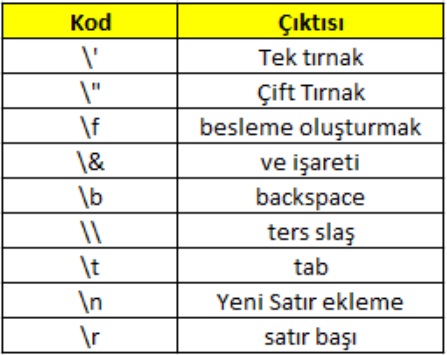 Kod Çıktısı
\' Tek tırnak
\" Çift Tırnak
\f besleme oluşturmak
\& ve işareti
\b backspace
\\ ters slaş
\t tab
\n Yeni Satır ekleme
\r satır başı